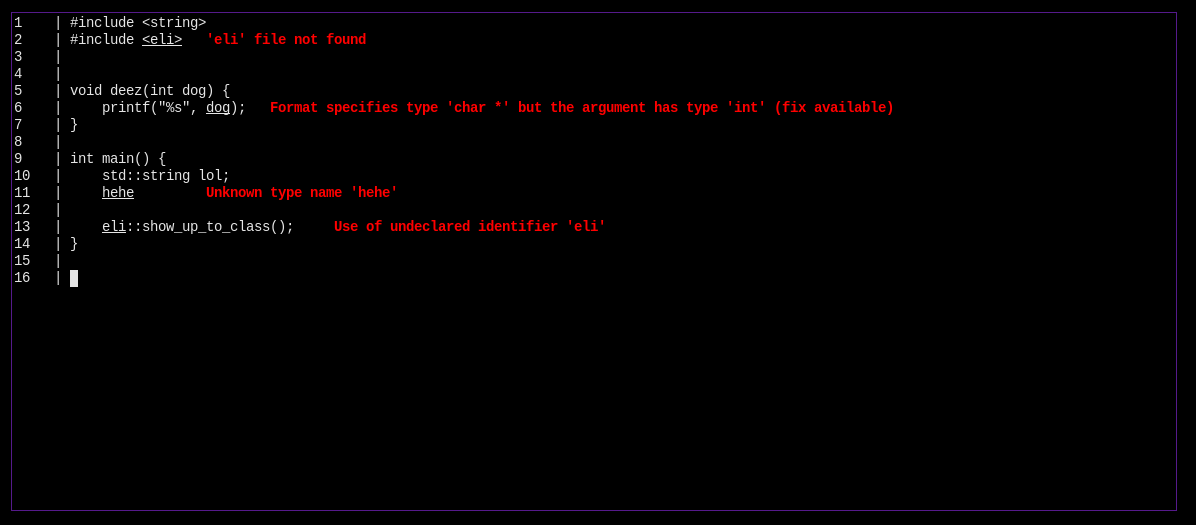 1    | #include <string>
2    | #include <eli>   'eli' file not found
3    |
4    |
5    | void deez(int dog) {
6    |     printf("%s", dog);   Format specifies type 'char *' but the argument has type 'int' (fix available)
7    | }
8    |
9    | int main() {
10   |     std::string lol;
11   |     hehe         Unknown type name 'hehe'
12   |
13   |     eli::show_up_to_class();     Use of undeclared identifier 'eli'
14   | }
15   |
16   |